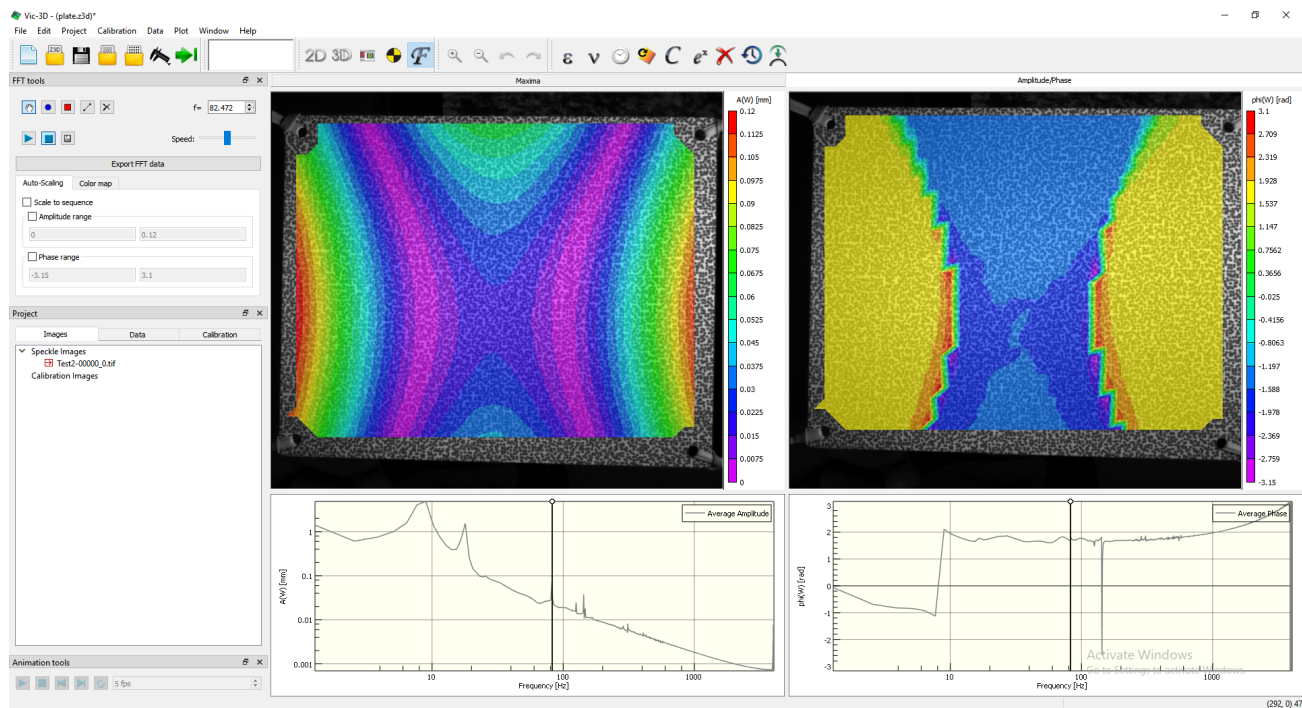 Vic-3D - (plate.z3d)*
File Edit Project Calibration Data Plot Window Help
Z3D
2D 3D F ε ν C eˣ
FFT tools
Maxima
Amplitude/Phase
f= 82.472
Speed:
Export FFT data
Auto-Scaling Color map
Scale to sequence
Amplitude range
0 0.12
Phase range
-3.15 3.1
A(W) [mm]
0.12
0.1125
0.105
0.0975
0.09
0.0825
0.075
0.0675
0.06
0.0525
0.045
0.0375
0.03
0.0225
0.015
0.0075
0
phi(W) [rad]
3.1
2.709
2.319
1.928
1.537
1.147
0.7562
0.3656
-0.025
-0.4156
-0.8063
-1.197
-1.588
-1.978
-2.369
-2.759
-3.15
Project
Images Data Calibration
Speckle Images
Test2-00000_0.tif
Calibration Images
Animation tools
5 fps
Average Amplitude
A(W) [mm]
1
0.1
0.01
0.001
10 100 1000
Frequency [Hz]
Average Phase
phi(W) [rad]
3
2
1
0
-1
-2
-3
10 100 1000
Frequency [Hz]
Activate Windows
Go to Settings to activate Windows.
(292, 0) 47